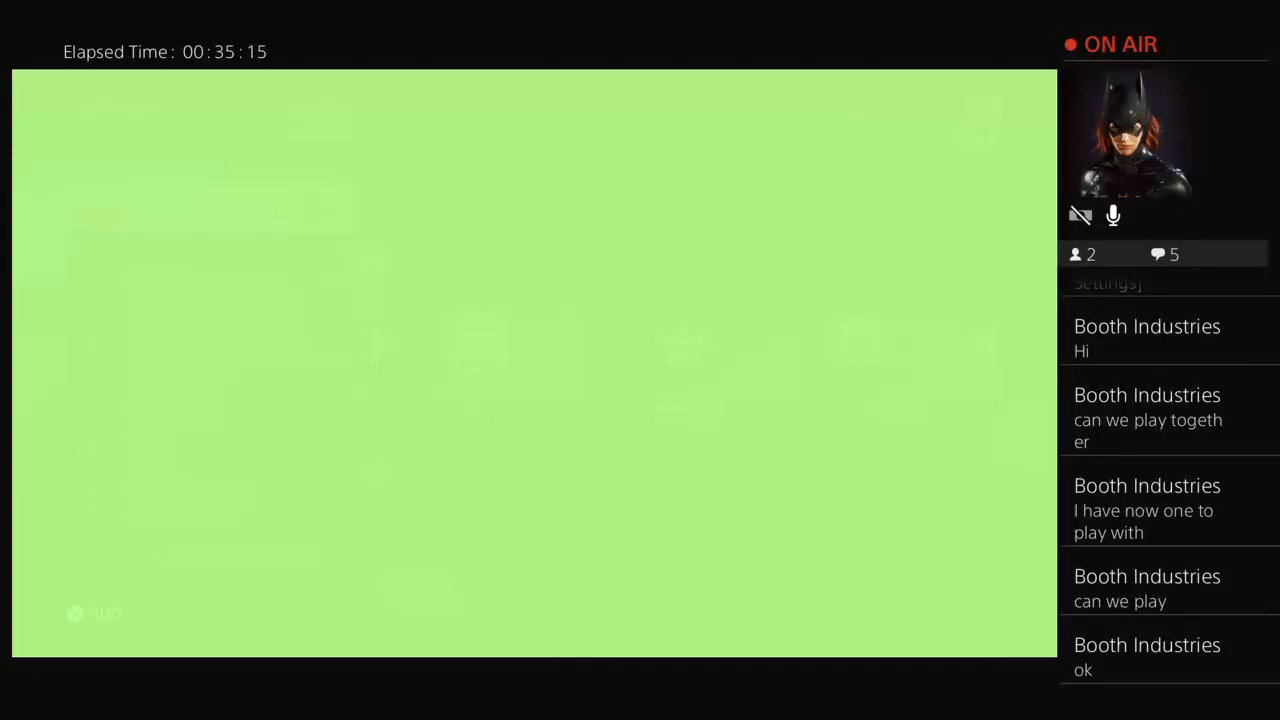 Elapsed Time: 00:35:15
ON AIR
2
5
Settings].
Booth Industries
Hi
Booth Industries
can we play togeth
er
Booth Industries
I have now one to
play with
Booth Industries
can we play
Booth Industries
ok